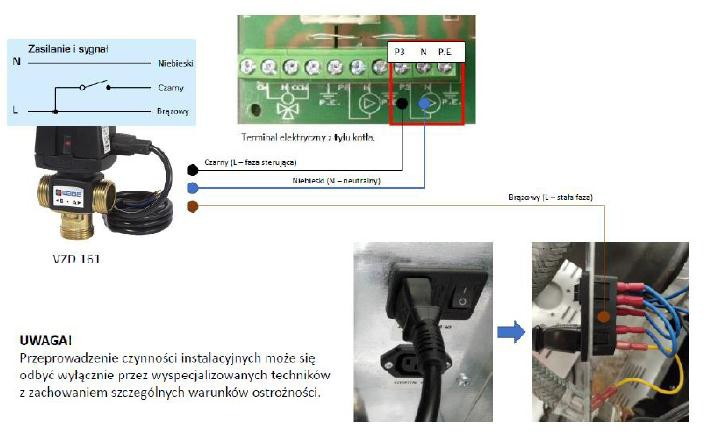 Zasilanie i sygnał
N
Niebieski
Czarny
L
Brązowy
P3 N P.E.
P.E.
Terminal elektryczny z tyłu kotła.
Czarny (L – faza sterująca)
Niebieski (N – neutralny)
Brązowy (L – stała faza)
VZD 161
UWAGA!
Przeprowadzenie czynności instalacyjnych może się
odbyć wyłącznie przez wyspecjalizowanych techników
z zachowaniem szczególnych warunków ostrożności.